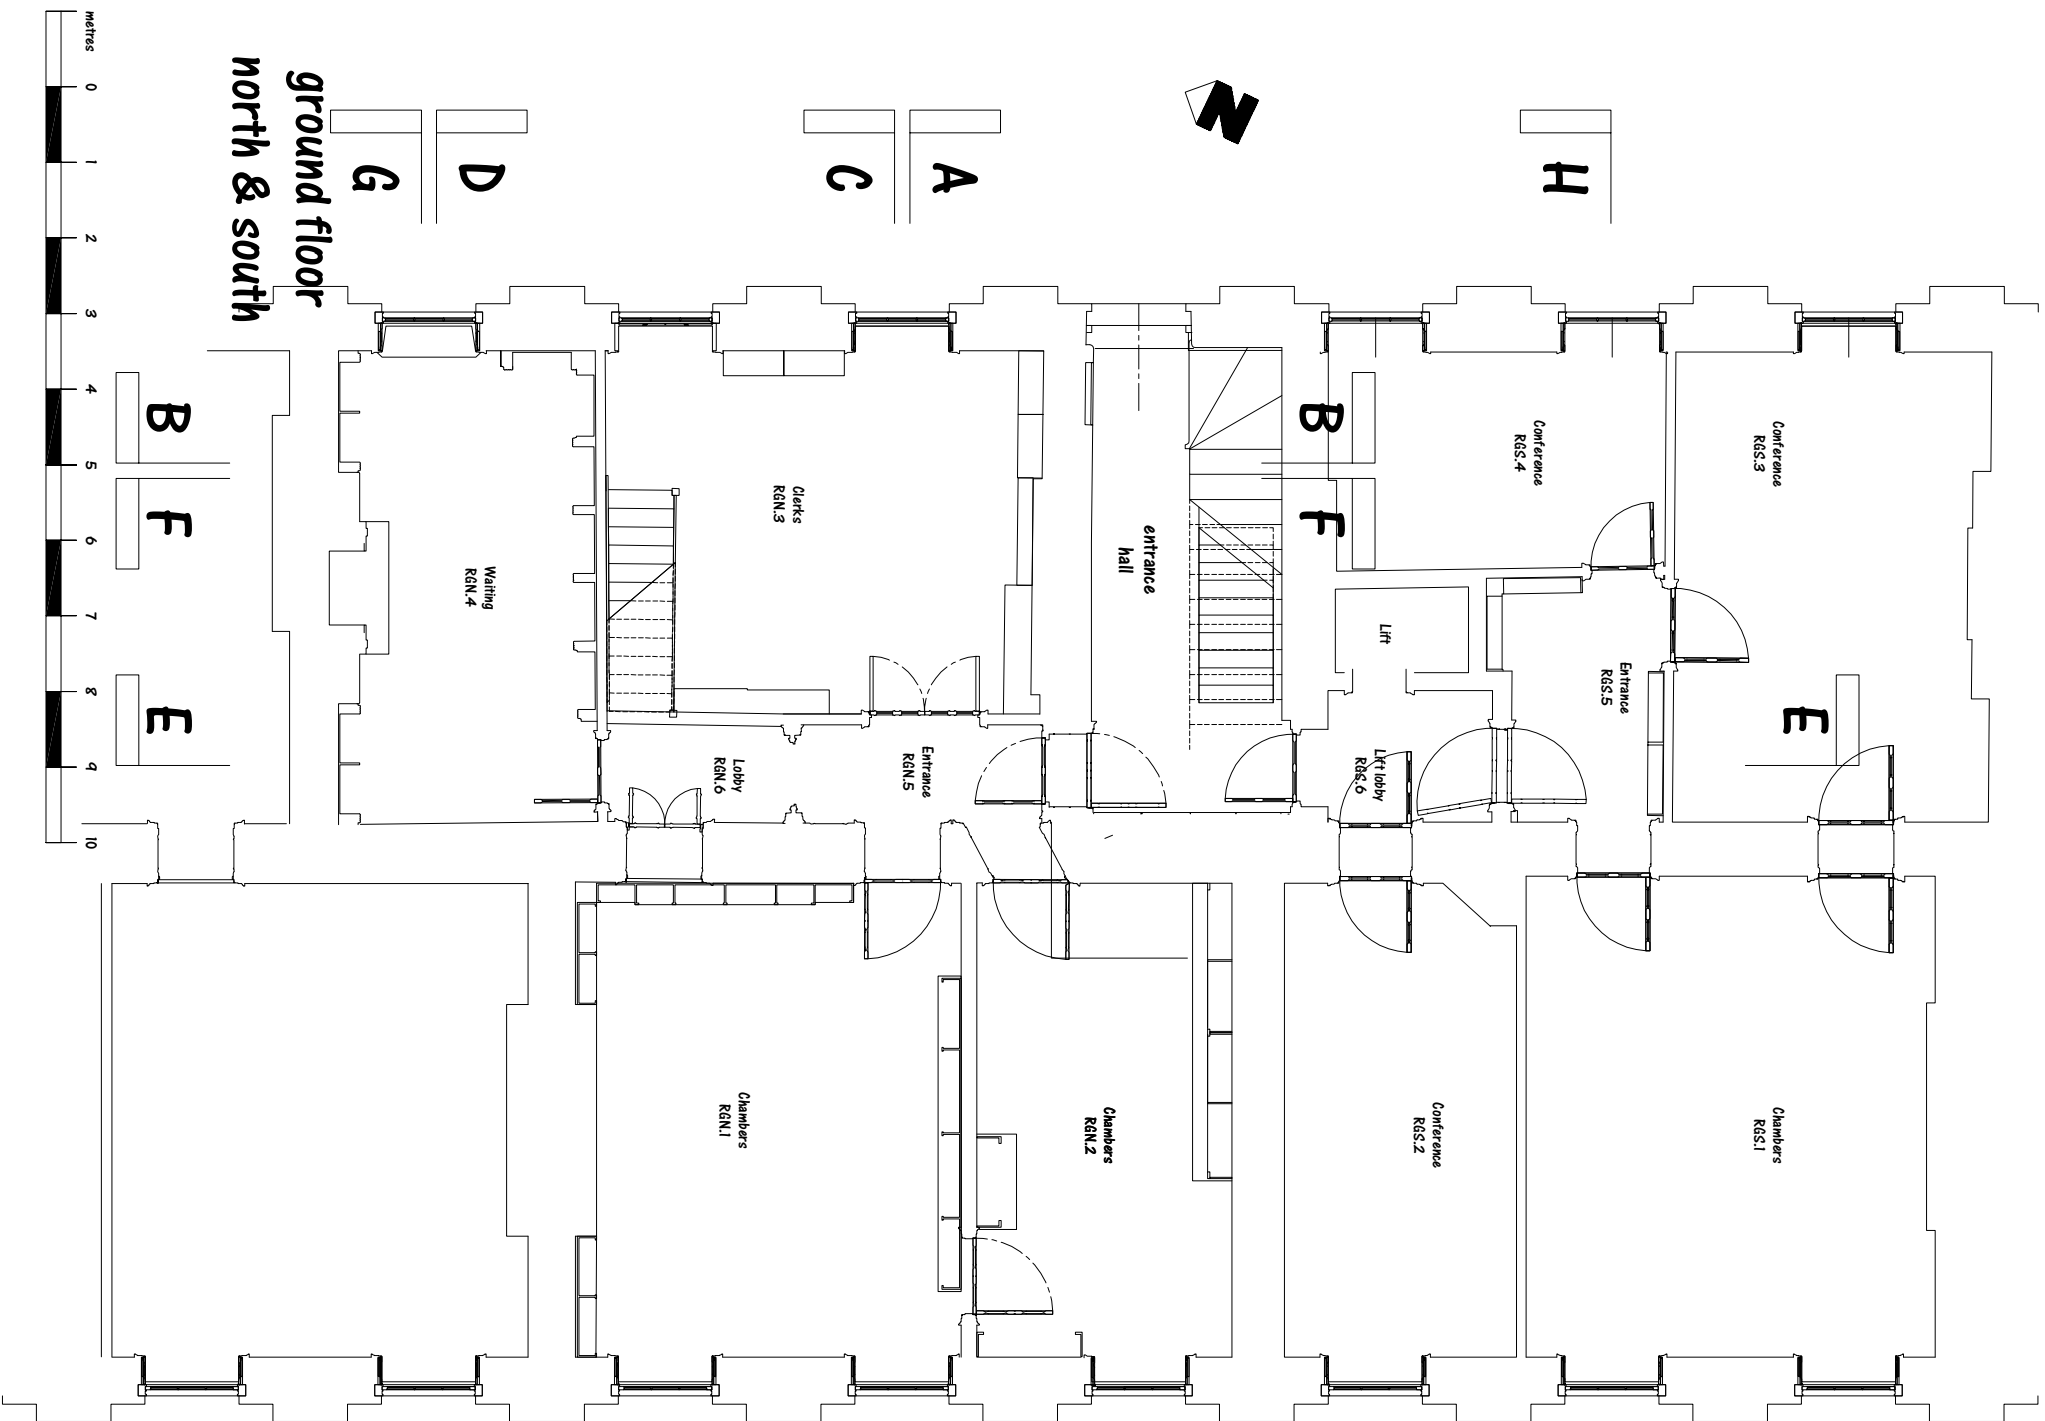 metres
0
1
2
3
4
5
6
7
8
9
10
ground floor
north & south
G
D
C
A
N
H
B
F
E
B
F
E
Waiting
RGN.4
Clerks
RGN.3
entrance
hall
Conference
RGS.4
Conference
RGS.3
Lift
Entrance
RGS.5
Lobby
RGN.6
Entrance
RGN.5
Lift lobby
RGS.6
Chambers
RGN.1
Chambers
RGN.2
Conference
RGS.2
Chambers
RGS.1